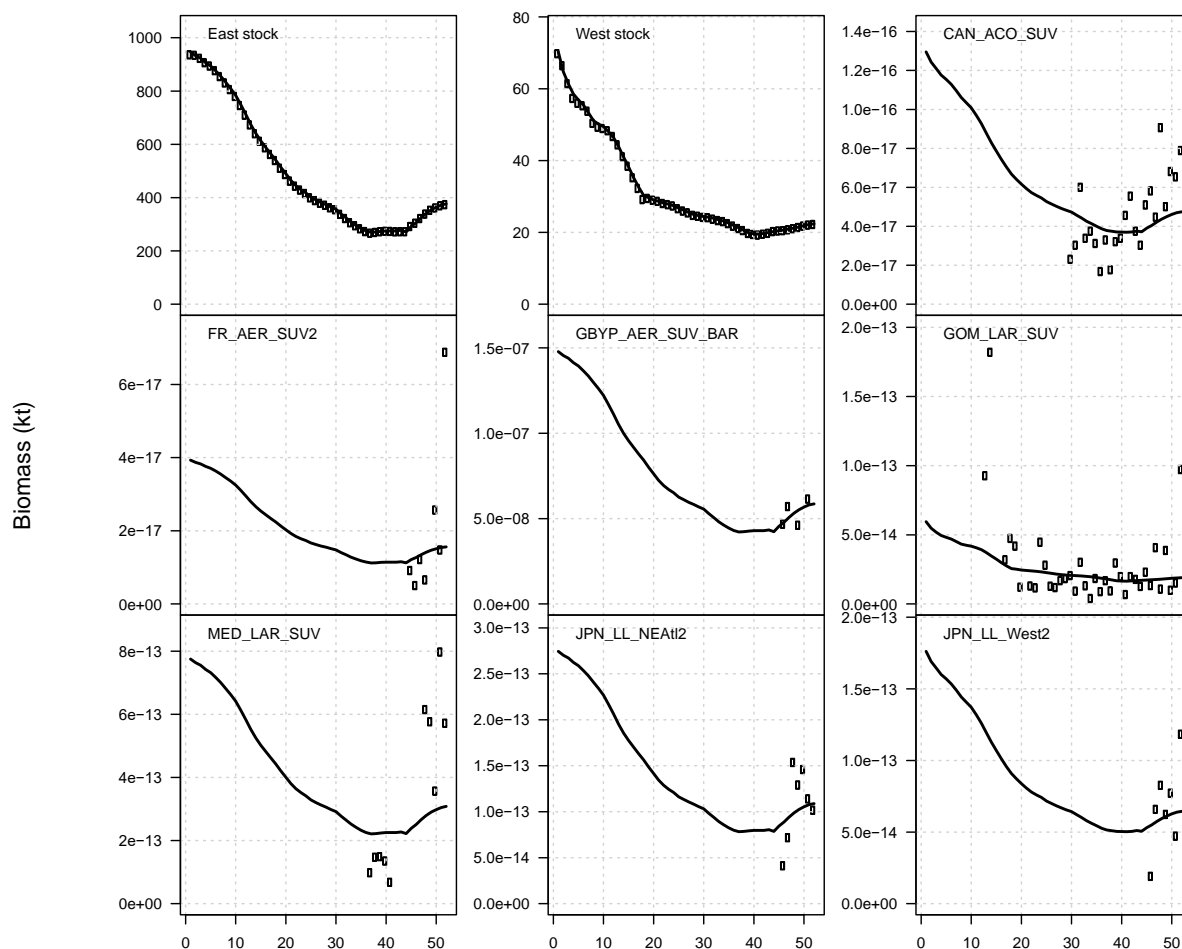 Biomass (kt)
East stock
1000
800
600
400
200
0
West stock
80
60
40
20
0
CAN_ACO_SUV
1.4e−16
1.2e−16
1.0e−16
8.0e−17
6.0e−17
4.0e−17
2.0e−17
0.0e+00
FR_AER_SUV2
6e−17
4e−17
2e−17
0e+00
GBYP_AER_SUV_BAR
1.5e−07
1.0e−07
5.0e−08
0.0e+00
GOM_LAR_SUV
2.0e−13
1.5e−13
1.0e−13
5.0e−14
0.0e+00
MED_LAR_SUV
8e−13
6e−13
4e−13
2e−13
0e+00
0 10 20 30 40 50
JPN_LL_NEAtl2
3.0e−13
2.5e−13
2.0e−13
1.5e−13
1.0e−13
5.0e−14
0.0e+00
0 10 20 30 40 50
JPN_LL_West2
2.0e−13
1.5e−13
1.0e−13
5.0e−14
0.0e+00
0 10 20 30 40 50